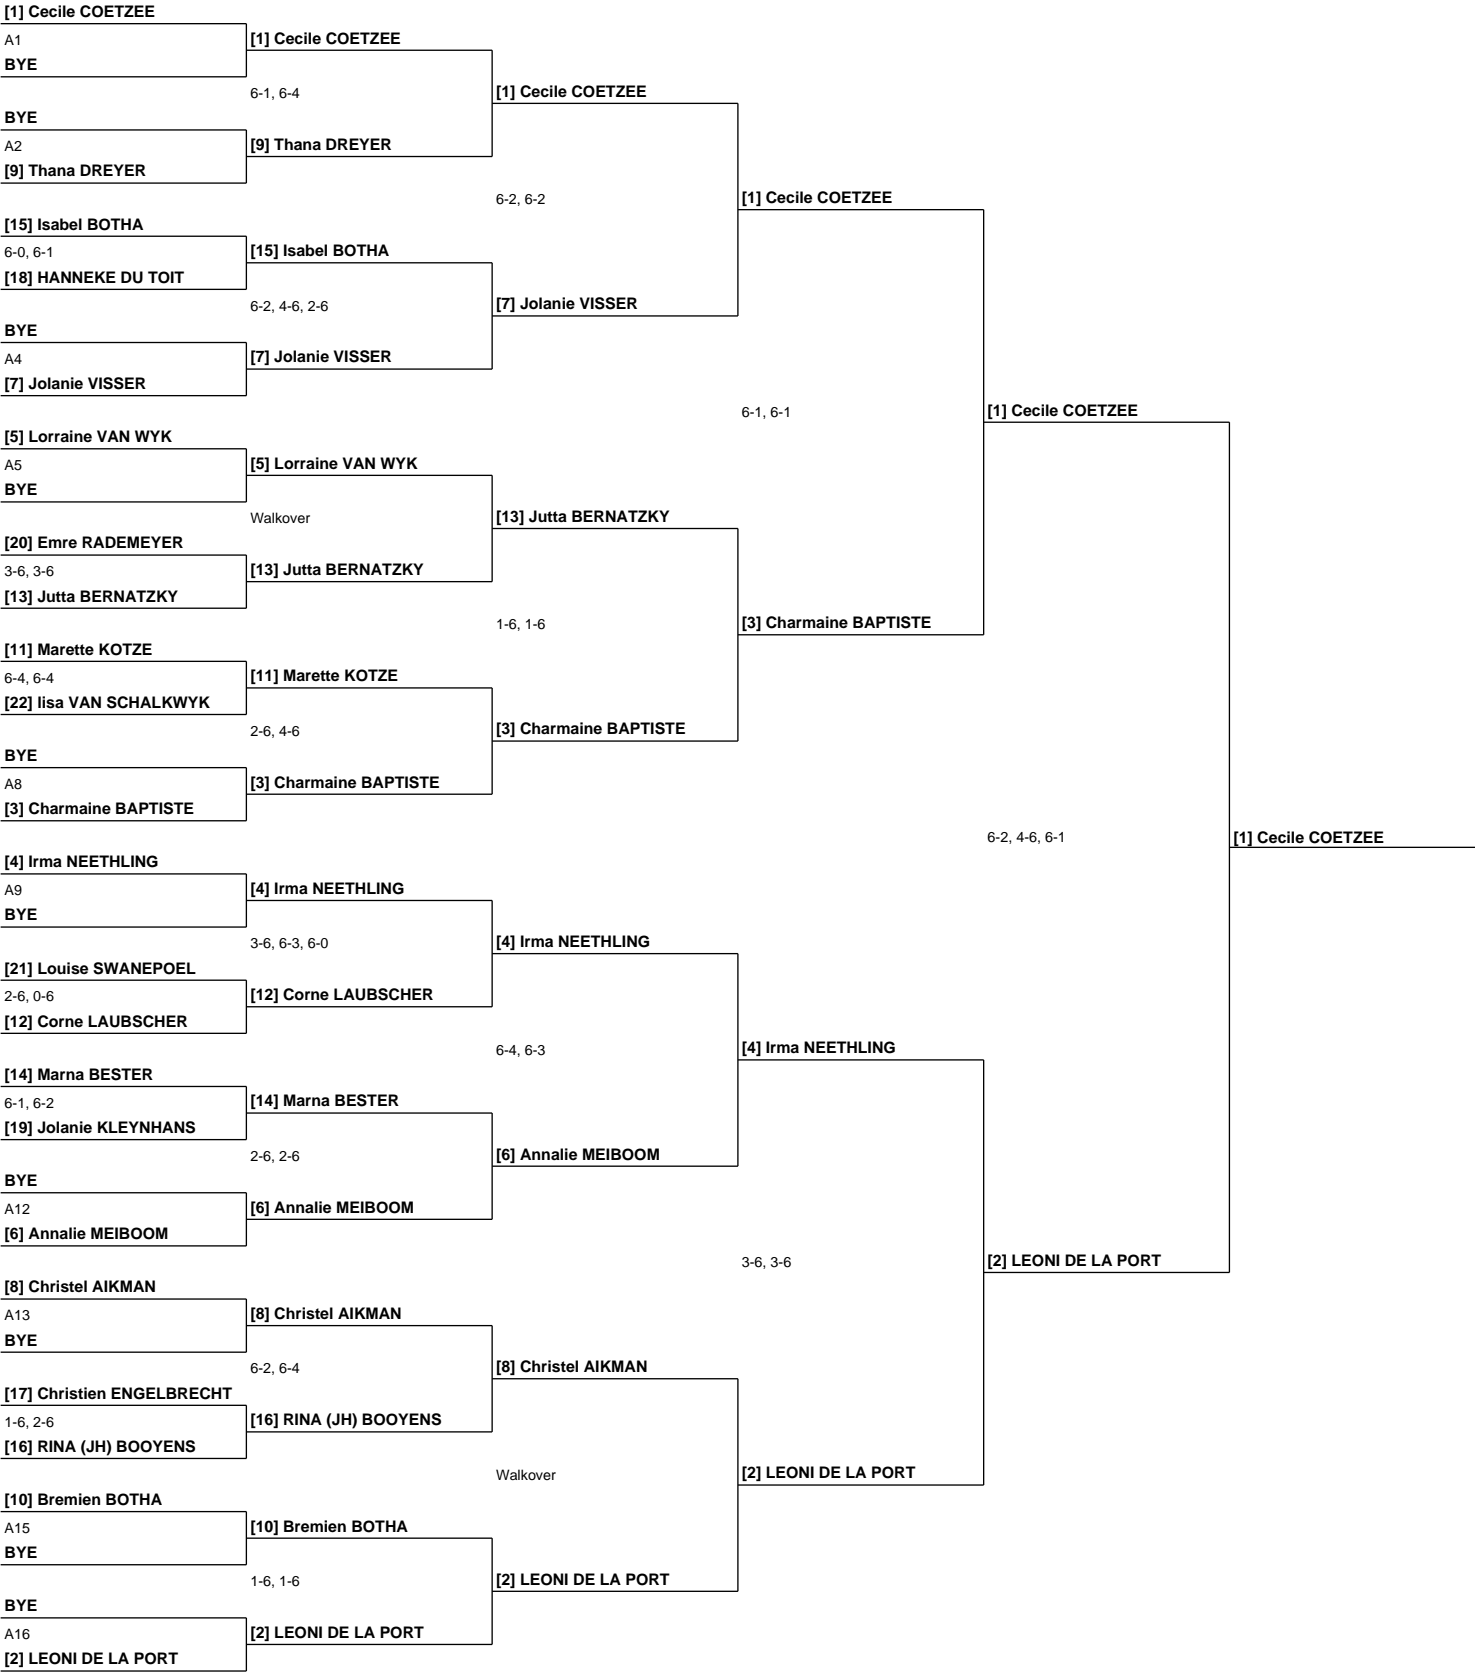 [1] Cecile COETZEE
A1
BYE
BYE
A2
[9] Thana DREYER
[15] Isabel BOTHA
6-0, 6-1
[18] HANNEKE DU TOIT
BYE
A4
[7] Jolanie VISSER
[5] Lorraine VAN WYK
A5
BYE
[20] Emre RADEMEYER
3-6, 3-6
[13] Jutta BERNATZKY
[11] Marette KOTZE
6-4, 6-4
[22] lisa VAN SCHALKWYK
BYE
A8
[3] Charmaine BAPTISTE
[4] Irma NEETHLING
A9
BYE
[21] Louise SWANEPOEL
2-6, 0-6
[12] Corne LAUBSCHER
[14] Marna BESTER
6-1, 6-2
[19] Jolanie KLEYNHANS
BYE
A12
[6] Annalie MEIBOOM
[8] Christel AIKMAN
A13
BYE
[17] Christien ENGELBRECHT
1-6, 2-6
[16] RINA (JH) BOOYENS
[10] Bremien BOTHA
A15
BYE
BYE
A16
[2] LEONI DE LA PORT
[1] Cecile COETZEE
6-1, 6-4
[9] Thana DREYER
[15] Isabel BOTHA
6-2, 4-6, 2-6
[7] Jolanie VISSER
[5] Lorraine VAN WYK
Walkover
[13] Jutta BERNATZKY
[11] Marette KOTZE
2-6, 4-6
[3] Charmaine BAPTISTE
[4] Irma NEETHLING
3-6, 6-3, 6-0
[12] Corne LAUBSCHER
[14] Marna BESTER
2-6, 2-6
[6] Annalie MEIBOOM
[8] Christel AIKMAN
6-2, 6-4
[16] RINA (JH) BOOYENS
[10] Bremien BOTHA
1-6, 1-6
[2] LEONI DE LA PORT
[1] Cecile COETZEE
6-2, 6-2
[7] Jolanie VISSER
[13] Jutta BERNATZKY
1-6, 1-6
[3] Charmaine BAPTISTE
[4] Irma NEETHLING
6-4, 6-3
[6] Annalie MEIBOOM
[8] Christel AIKMAN
Walkover
[2] LEONI DE LA PORT
[1] Cecile COETZEE
6-1, 6-1
[3] Charmaine BAPTISTE
[4] Irma NEETHLING
3-6, 3-6
[2] LEONI DE LA PORT
[1] Cecile COETZEE
6-2, 4-6, 6-1
[2] LEONI DE LA PORT
[1] Cecile COETZEE